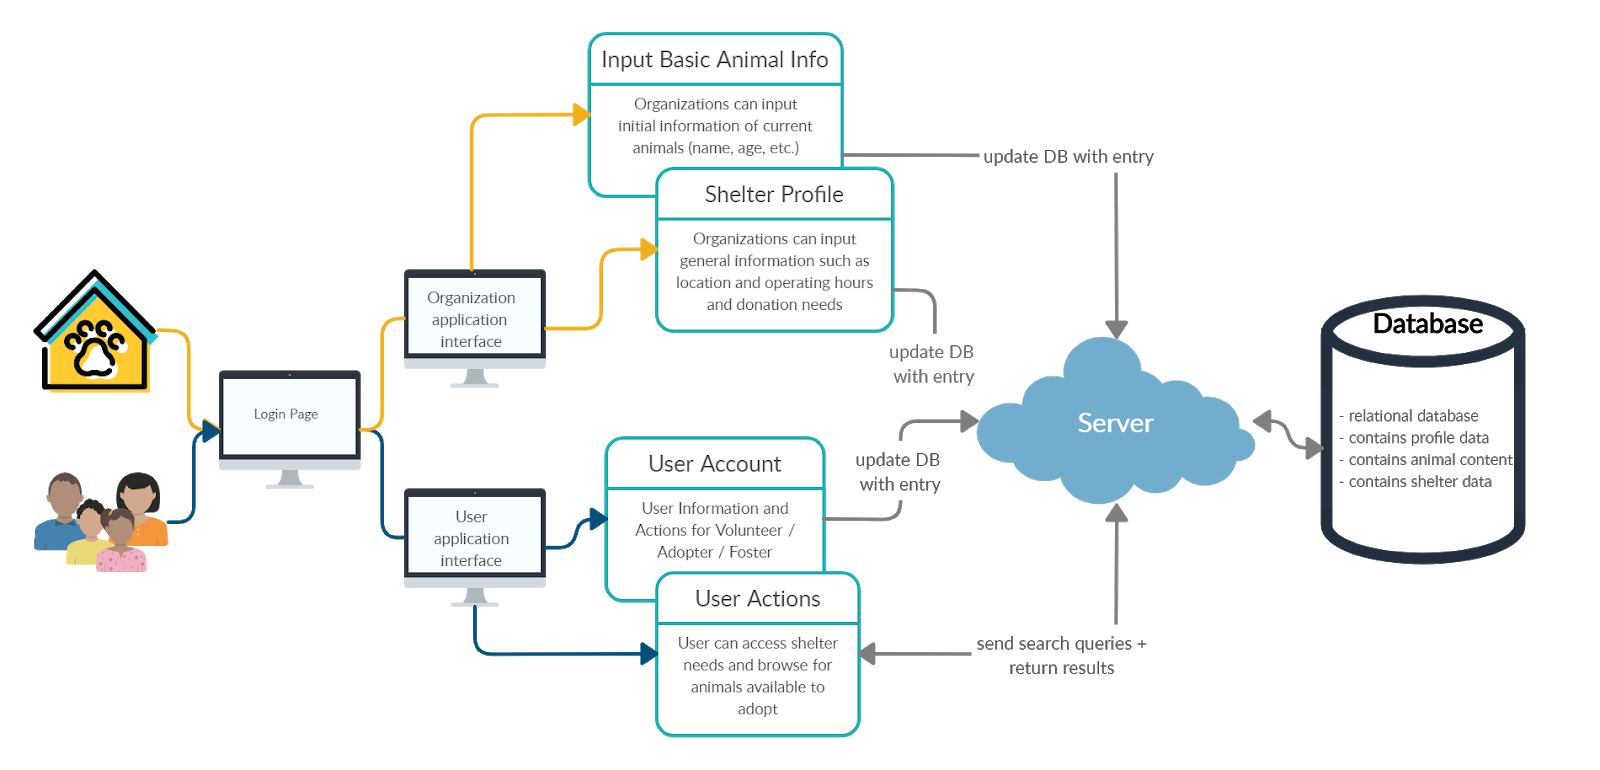 Input Basic Animal Info
Organizations can input
initial information of current
animals (name, age, etc.)
update DB with entry
Shelter Profile
Organizations can input
general information such as
location and operating hours
and donation needs
update DB
with entry
Organization
application
interface
Login Page
User
application
interface
User Account
User Information and
Actions for Volunteer /
Adopter / Foster
update DB
with entry
User Actions
User can access shelter
needs and browse for
animals available to
adopt
send search queries +
return results
Server
Database
- relational database
- contains profile data
- contains animal content
- contains shelter data